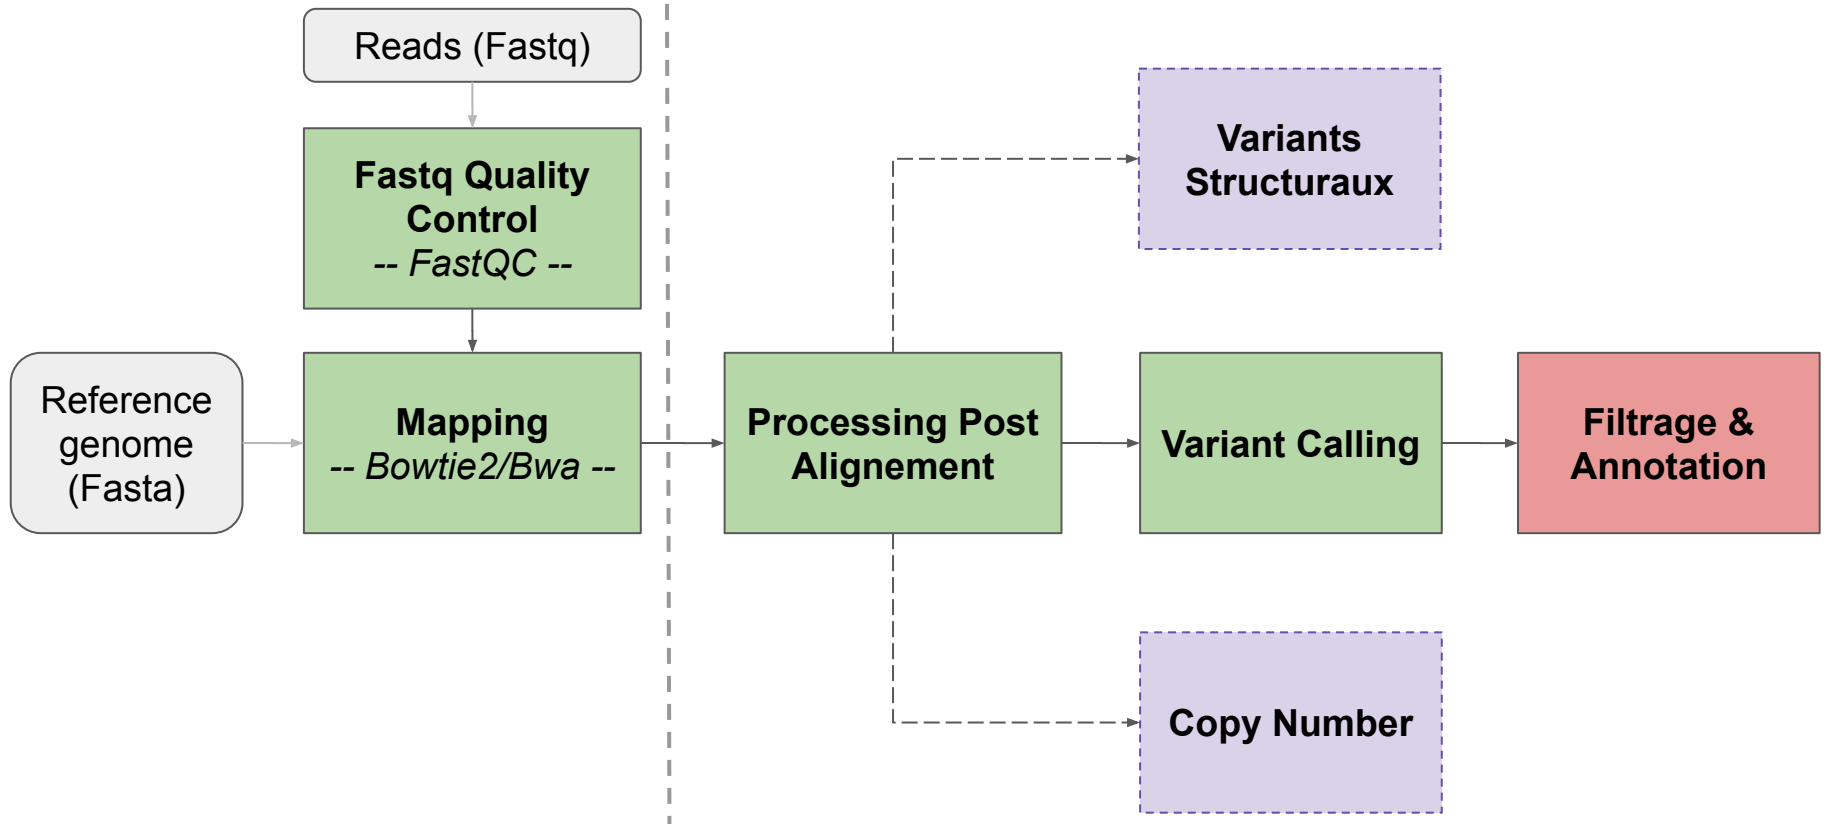 Reads (Fastq)
Fastq Quality
Control
-- FastQC --
Reference
genome
(Fasta)
Mapping
-- Bowtie2/Bwa --
Processing Post
Alignement
Variants
Structuraux
Variant Calling
Copy Number
Filtrage &
Annotation